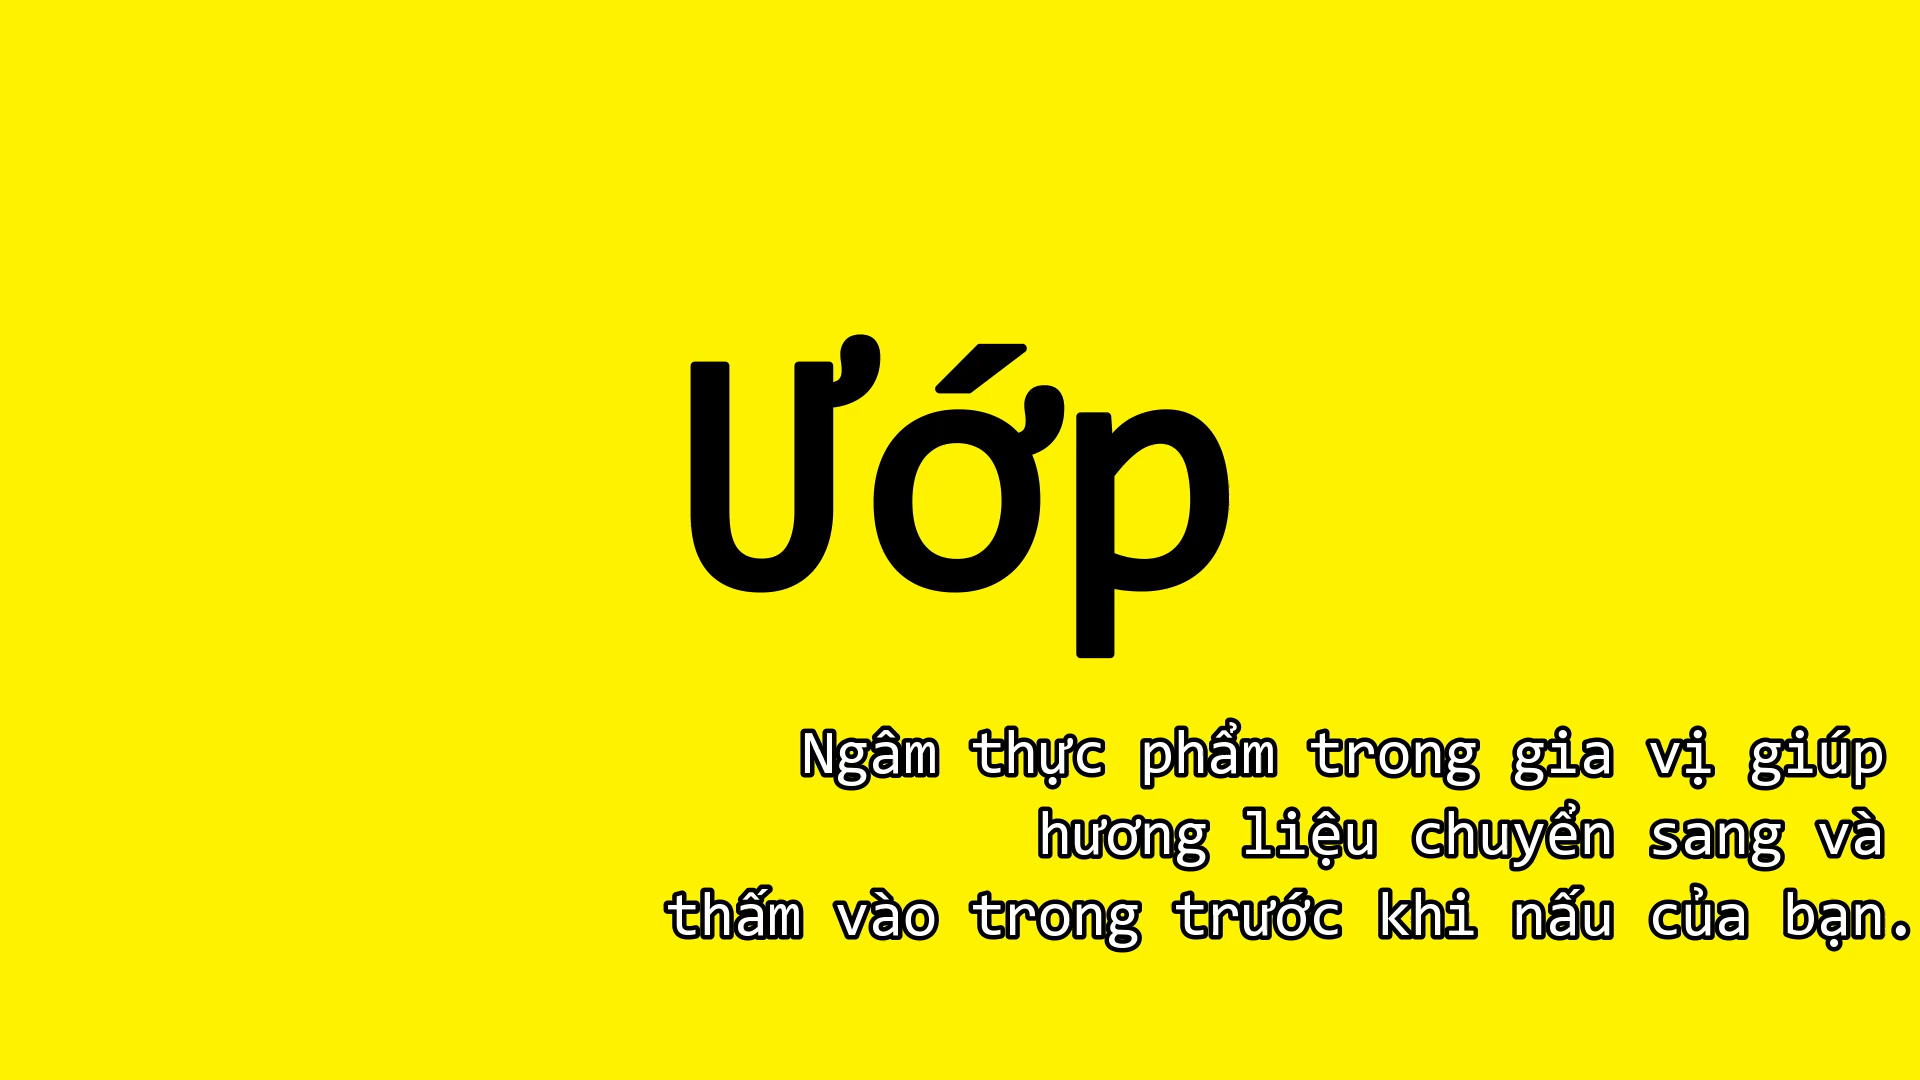 Ướp
Ngâm thực phẩm trong gia vị giúp
hương liệu chuyển sang và
thấm vào trong trước khi nấu của bạn.